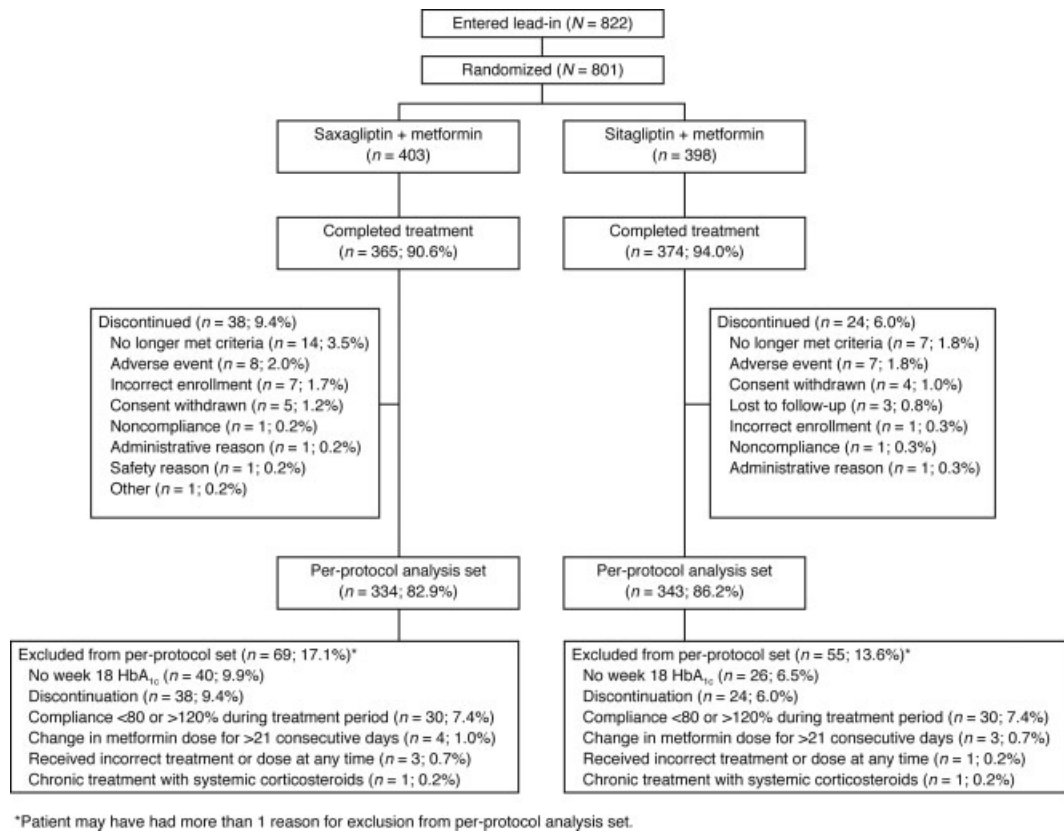 Entered lead-in (N = 822)
Randomized (N = 801)
Saxagliptin + metformin
(n = 403)
Sitagliptin + metformin
(n = 398)
Completed treatment
(n = 365; 90.6%)
Completed treatment
(n = 374; 94.0%)
Discontinued (n = 38; 9.4%)
No longer met criteria (n = 14; 3.5%)
Adverse event (n = 8; 2.0%)
Incorrect enrollment (n = 7; 1.7%)
Consent withdrawn (n = 5; 1.2%)
Noncompliance (n = 1; 0.2%)
Administrative reason (n = 1; 0.2%)
Safety reason (n = 1; 0.2%)
Other (n = 1; 0.2%)
Discontinued (n = 24; 6.0%)
No longer met criteria (n = 7; 1.8%)
Adverse event (n = 7; 1.8%)
Consent withdrawn (n = 4; 1.0%)
Lost to follow-up (n = 3; 0.8%)
Incorrect enrollment (n = 1; 0.3%)
Noncompliance (n = 1; 0.3%)
Administrative reason (n = 1; 0.3%)
Per-protocol analysis set
(n = 334; 82.9%)
Per-protocol analysis set
(n = 343; 86.2%)
Excluded from per-protocol set (n = 69; 17.1%)*
No week 18 HbA1c (n = 40; 9.9%)
Discontinuation (n = 38; 9.4%)
Compliance <80 or >120% during treatment period (n = 30; 7.4%)
Change in metformin dose for >21 consecutive days (n = 4; 1.0%)
Received incorrect treatment or dose at any time (n = 3; 0.7%)
Chronic treatment with systemic corticosteroids (n = 1; 0.2%)
Excluded from per-protocol set (n = 55; 13.6%)*
No week 18 HbA1c (n = 26; 6.5%)
Discontinuation (n = 24; 6.0%)
Compliance <80 or >120% during treatment period (n = 30; 7.4%)
Change in metformin dose for >21 consecutive days (n = 3; 0.7%)
Received incorrect treatment or dose at any time (n = 1; 0.2%)
Chronic treatment with systemic corticosteroids (n = 1; 0.2%)
*Patient may have had more than 1 reason for exclusion from per-protocol analysis set.